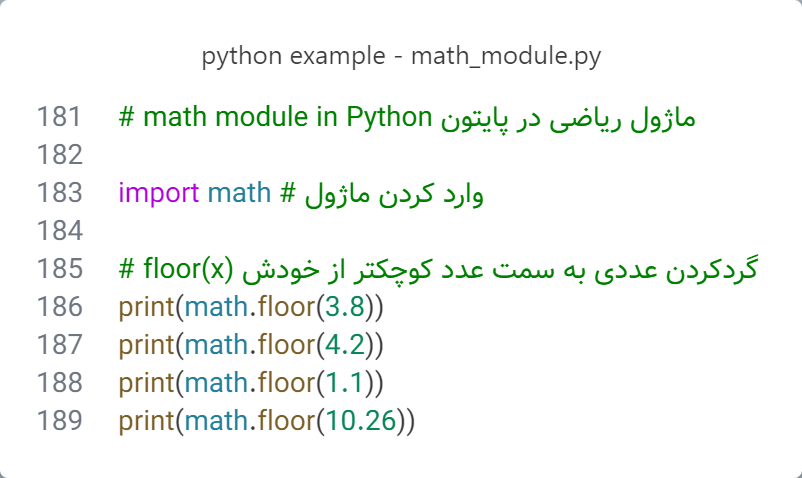 python example - math_module.py
181 # math module in Python ماژول ریاضی در پایتون
182
183 import math # وارد کردن ماژول
184
185 # floor(x) گردکردن عددی به سمت عدد کوچکتر از خودش
186 print(math.floor(3.8))
187 print(math.floor(4.2))
188 print(math.floor(1.1))
189 print(math.floor(10.26))